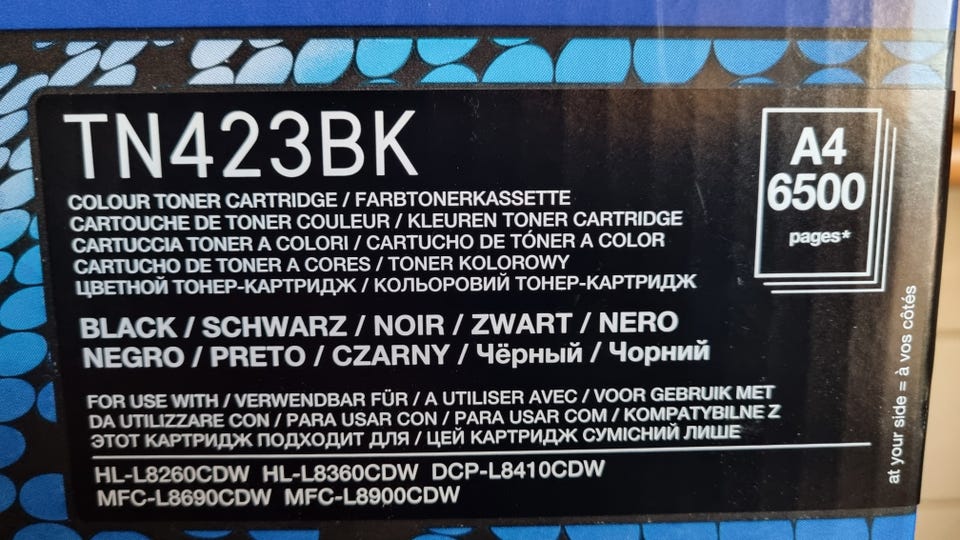 TN423BK
COLOUR TONER CARTRIDGE / FARBTONERKASSETTE
CARTOUCHE DE TONER COULEUR / KLEUREN TONER CARTRIDGE
CARTUCCIA TONER A COLORI / CARTUCHO DE TÓNER A COLOR
CARTUCHO DE TONER A CORES / TONER KOLOROWY
ЦВЕТНОЙ ТОНЕР-КАРТРИДЖ / КОЛЬОРОВИЙ ТОНЕР-КАРТРИДЖ
BLACK / SCHWARZ / NOIR / ZWART / NERO
NEGRO / PRETO / CZARNY / Чёрный / Чорний
FOR USE WITH / VERWENDBAR FÜR / A UTILISER AVEC / VOOR GEBRUIK MET
DA UTILIZZARE CON / PARA USAR CON / PARA USAR COM / KOMPATYBILNE Z
ЭТОТ КАРТРИДЖ ПОДХОДИТ ДЛЯ / ЦЕЙ КАРТРИДЖ СУМІСНИЙ ЛИШЕ
HL-L8260CDW HL-L8360CDW DCP-L8410CDW
MFC-L8690CDW MFC-L8900CDW
A4
6500
pages*
at your side = à vos côtés